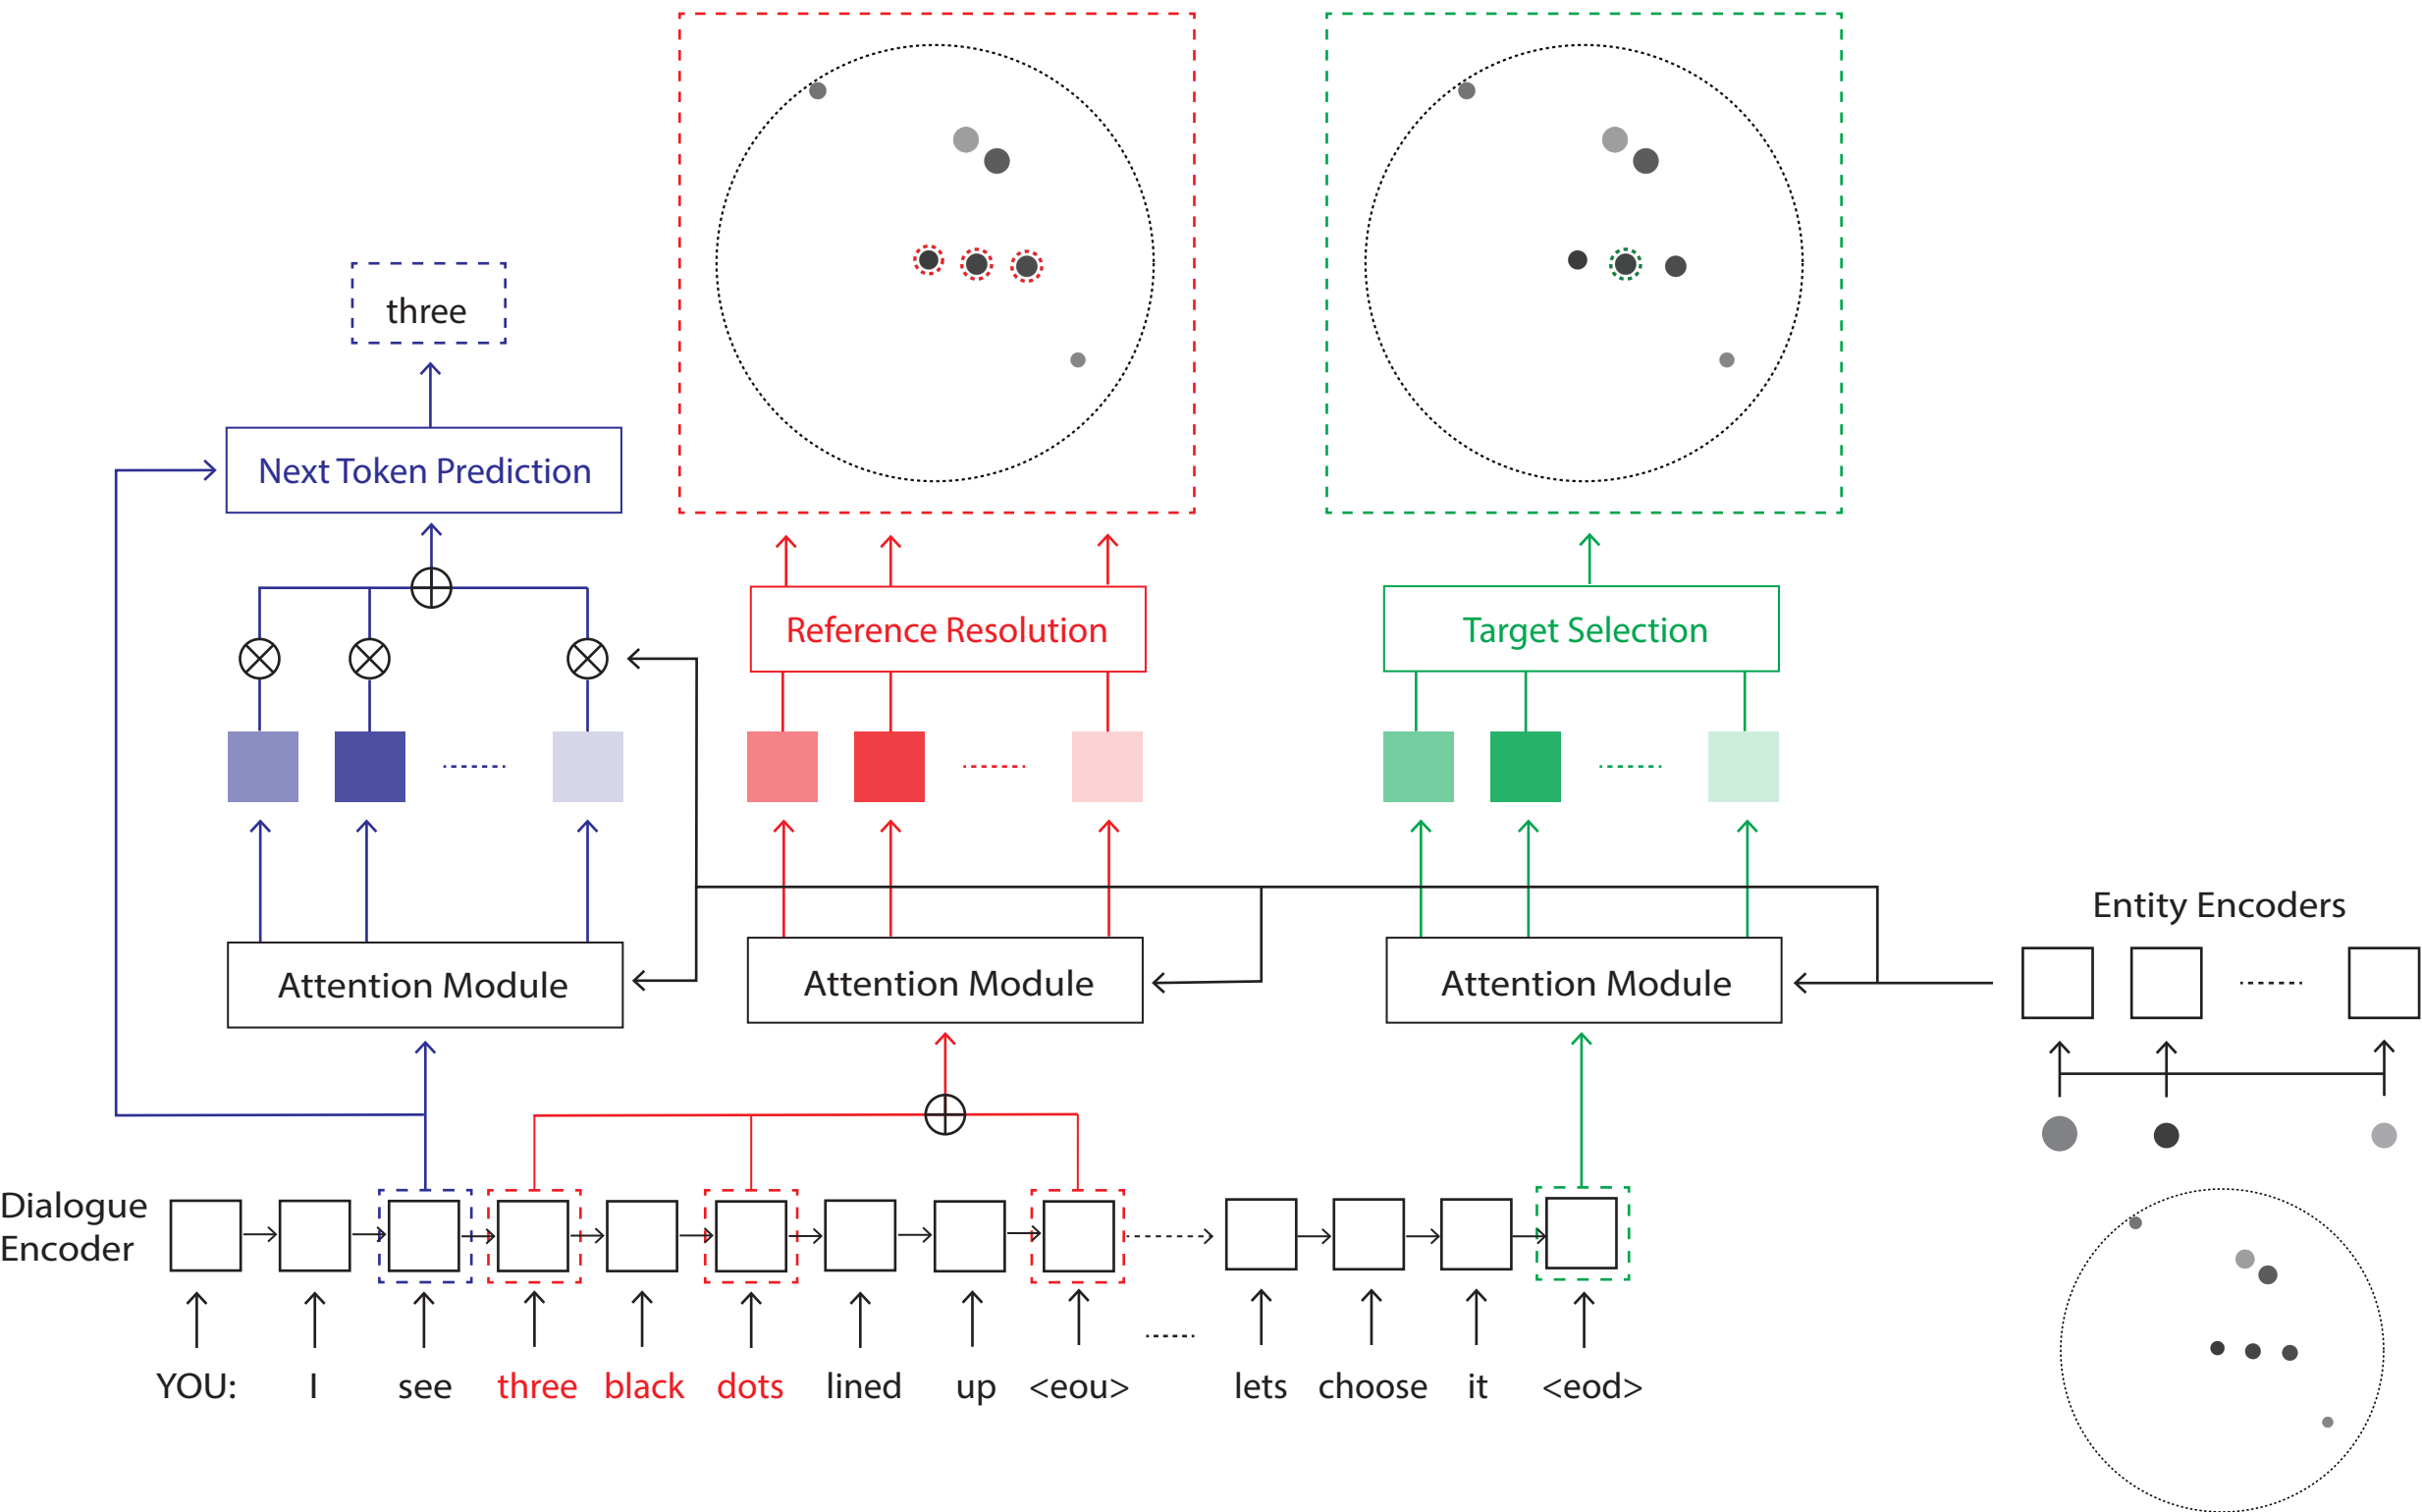 three
Next Token Prediction
Reference Resolution
Target Selection
Entity Encoders
Attention Module
Attention Module
Attention Module
Dialogue
Encoder
YOU: I see three black dots lined up <eou> lets choose it <eod>